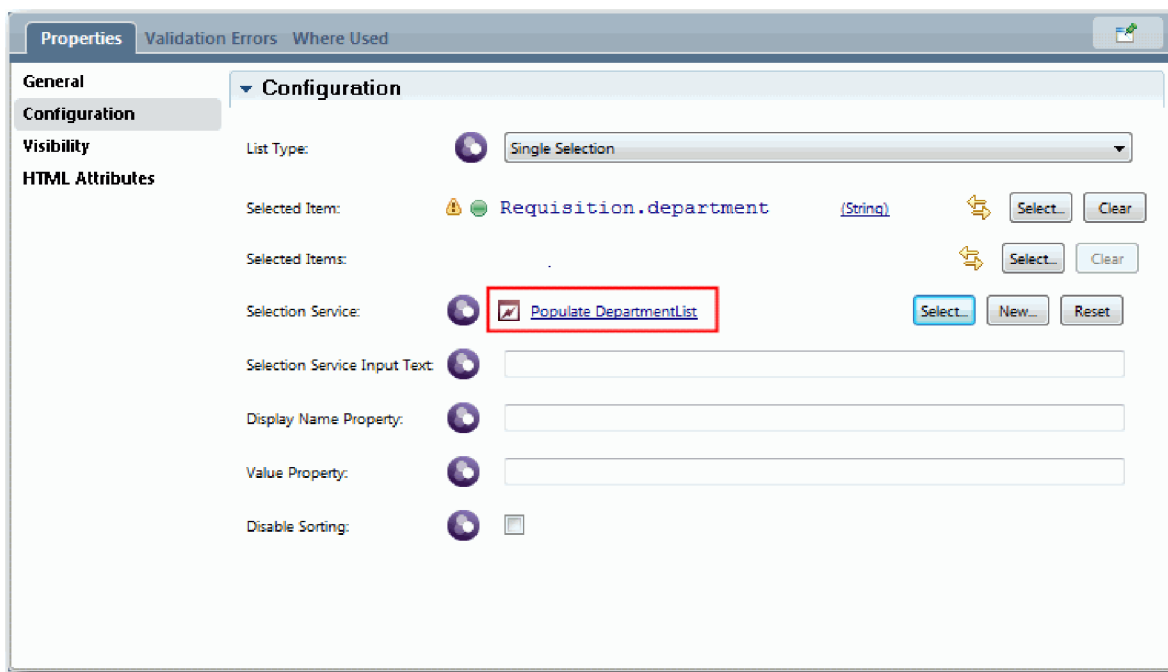 Properties Validation Errors Where Used
General
Configuration
Visibility
HTML Attributes
Configuration
List Type: Single Selection
Selected Item: Requisition.department (String) Select... Clear
Selected Items: . Select... Clear
Selection Service: Populate DepartmentList Select... New... Reset
Selection Service Input Text:
Display Name Property:
Value Property:
Disable Sorting: